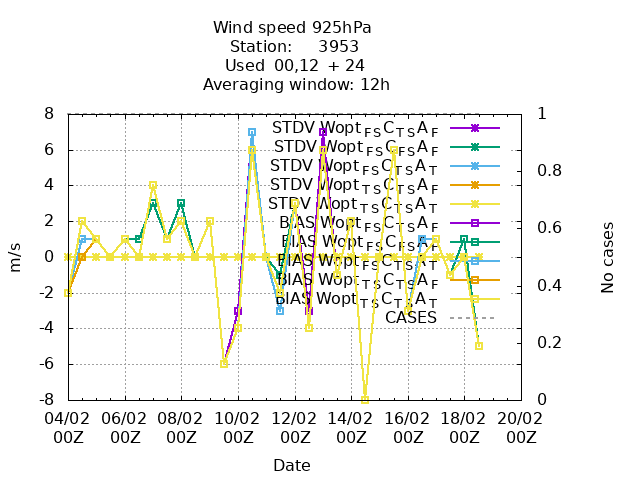 Wind speed 925hPa
Station: 3953
Used 00,12 + 24
Averaging window: 12h
8 1
STDV Wopt FS C TS A F
STDV Wopt FS C FS A F
6
STDV Wopt FS C TS A T
0.8
4 STDV Wopt TS C TS A F
STDV Wopt TS C TS A T
2 BIAS Wopt FS C TS A F
0.6
BIAS Wopt FS C FS A F
m/s 0 BIAS Wopt FS C TS A T No cases
BIAS Wopt TS C TS A F
0.4
-2 BIAS Wopt TS C TS A T
CASES
-4
0.2
-6
-8 0
04/02 06/02 08/02 10/02 12/02 14/02 16/02 18/02 20/02
00Z 00Z 00Z 00Z 00Z 00Z 00Z 00Z 00Z
Date